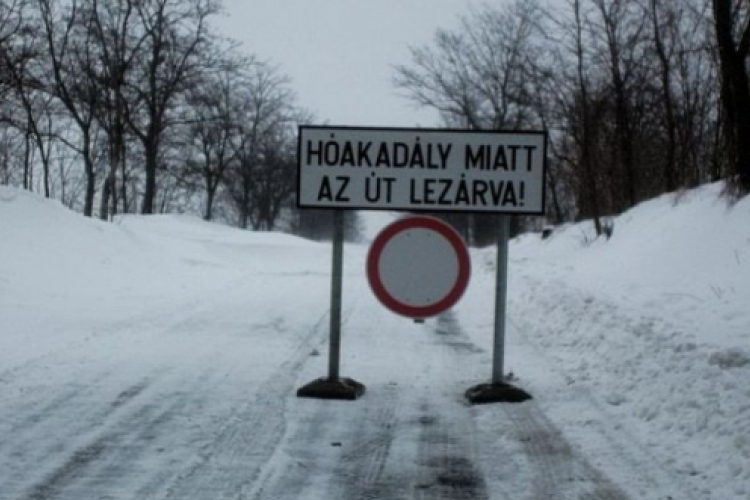 HÓAKADÁLY MIATT
AZ ÚT LEZÁRVA!